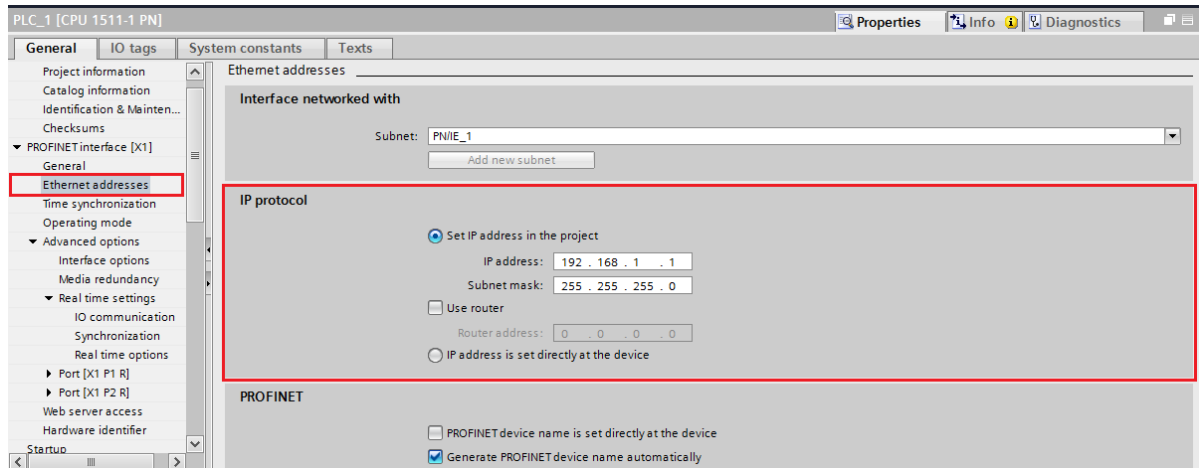 PLC_1 [CPU 1511-1 PN]
Properties
Info
Diagnostics
General
IO tags
System constants
Texts
Project information
Catalog information
Identification & Mainten...
Checksums
PROFINET interface [X1]
General
Ethernet addresses
Time synchronization
Operating mode
Advanced options
Interface options
Media redundancy
Real time settings
IO communication
Synchronization
Real time options
Port [X1 P1 R]
Port [X1 P2 R]
Web server access
Hardware identifier
Startup
Ethernet addresses
Interface networked with
Subnet: PN/IE_1
Add new subnet
IP protocol
Set IP address in the project
IP address: 192 . 168 . 1 . 1
Subnet mask: 255 . 255 . 255 . 0
Use router
Router address: 0 . 0 . 0 . 0
IP address is set directly at the device
PROFINET
PROFINET device name is set directly at the device
Generate PROFINET device name automatically